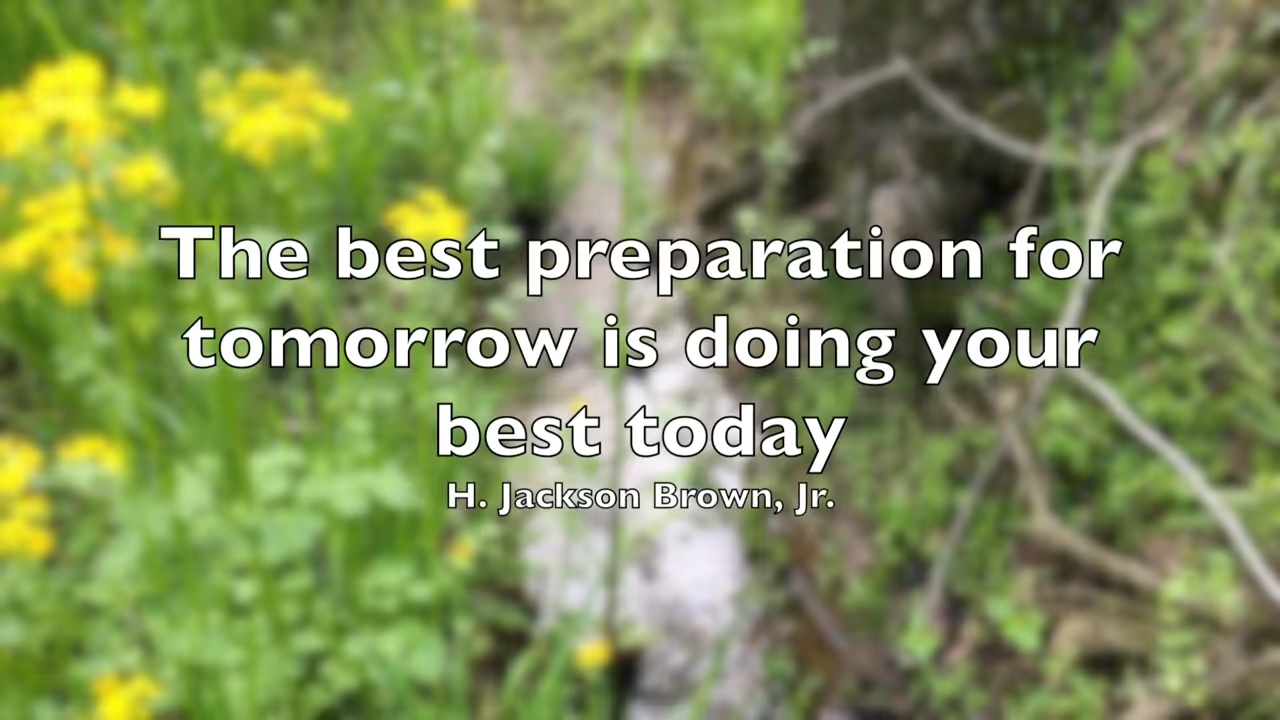 The best preparation for
tomorrow is doing your
best today
H. Jackson Brown, Jr.